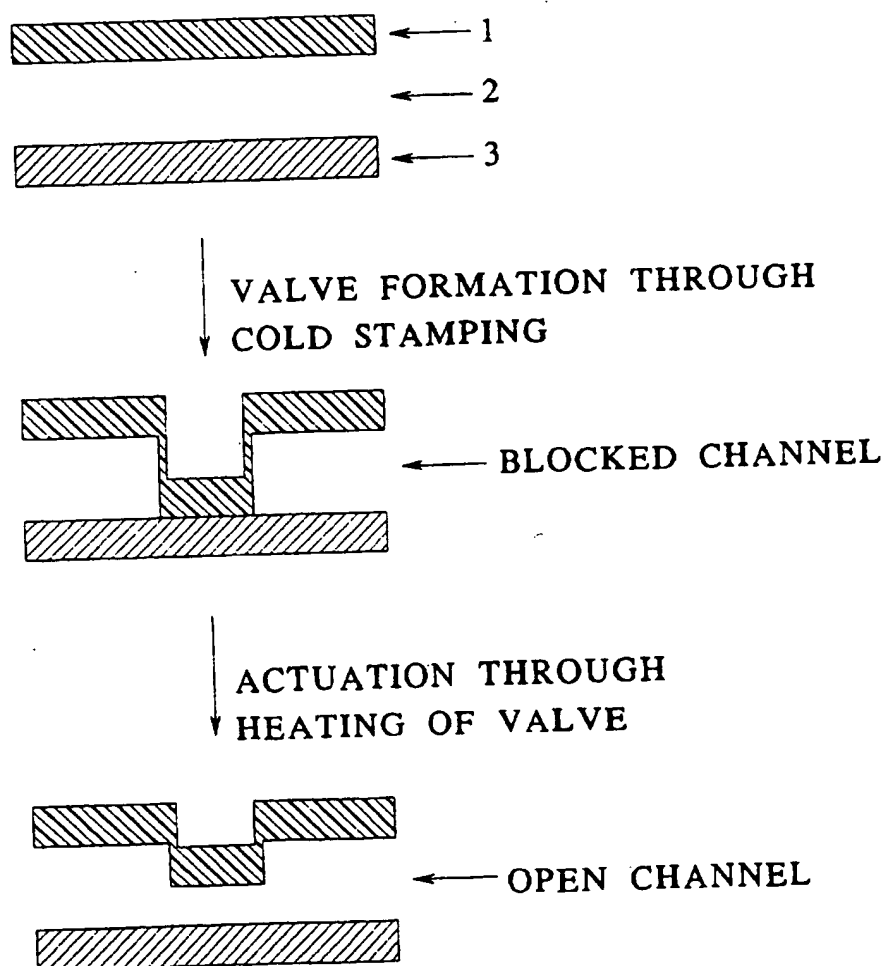 1
2
3
VALVE FORMATION THROUGH
COLD STAMPING
BLOCKED CHANNEL
ACTUATION THROUGH
HEATING OF VALVE
OPEN CHANNEL